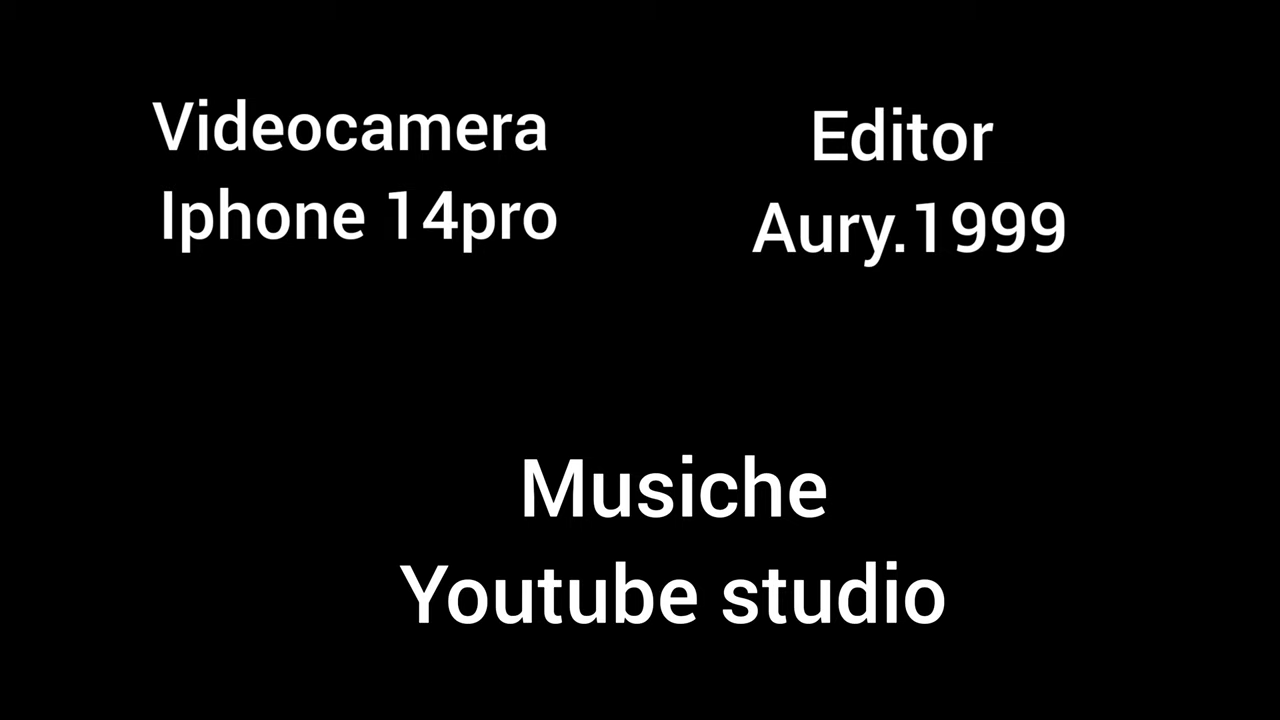 Videocamera
Iphone 14pro
Editor
Aury.1999
Musiche
Youtube studio